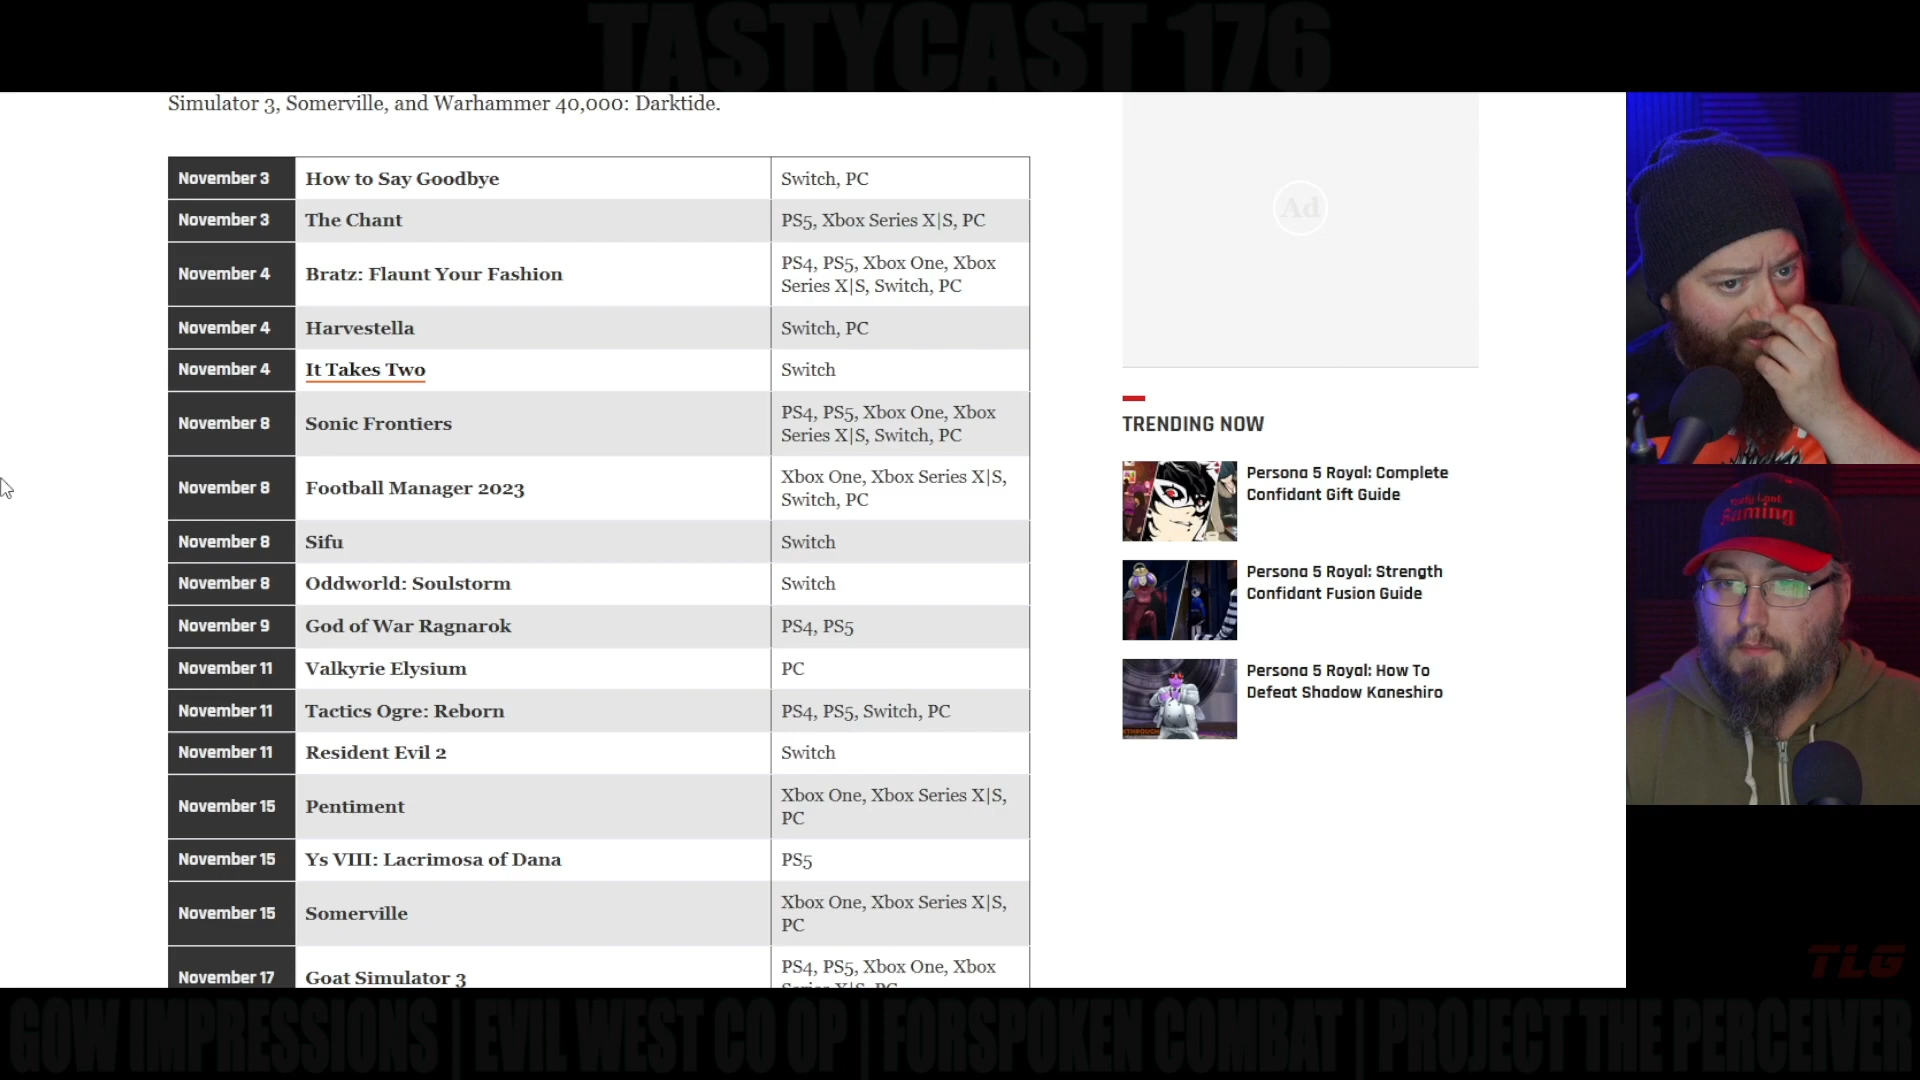 TASTYCAST 176
Simulator 3, Somerville, and Warhammer 40,000: Darktide.
November 3 How to Say Goodbye Switch, PC
November 3 The Chant PS5, Xbox Series X|S, PC
November 4 Bratz: Flaunt Your Fashion PS4, PS5, Xbox One, Xbox
Series X|S, Switch, PC
November 4 Harvestella Switch, PC
November 4 It Takes Two Switch
November 8 Sonic Frontiers PS4, PS5, Xbox One, Xbox
Series X|S, Switch, PC
November 8 Football Manager 2023 Xbox One, Xbox Series X|S,
Switch, PC
November 8 Sifu Switch
November 8 Oddworld: Soulstorm Switch
November 9 God of War Ragnarok PS4, PS5
November 11 Valkyrie Elysium PC
November 11 Tactics Ogre: Reborn PS4, PS5, Switch, PC
November 11 Resident Evil 2 Switch
November 15 Pentiment Xbox One, Xbox Series X|S,
PC
November 15 Ys VIII: Lacrimosa of Dana PS5
November 15 Somerville Xbox One, Xbox Series X|S,
PC
November 17 Goat Simulator 3 PS4, PS5, Xbox One, Xbox
Series X|S, PC
Ad
TRENDING NOW
Persona 5 Royal: Complete
Confidant Gift Guide
Persona 5 Royal: Strength
Confidant Fusion Guide
Persona 5 Royal: How To
Defeat Shadow Kaneshiro
Gaming
TLG
GOW IMPRESSIONS | EVIL WEST CO OP | FORSPOKEN COMBAT | PROJECT THE PERCEIVER